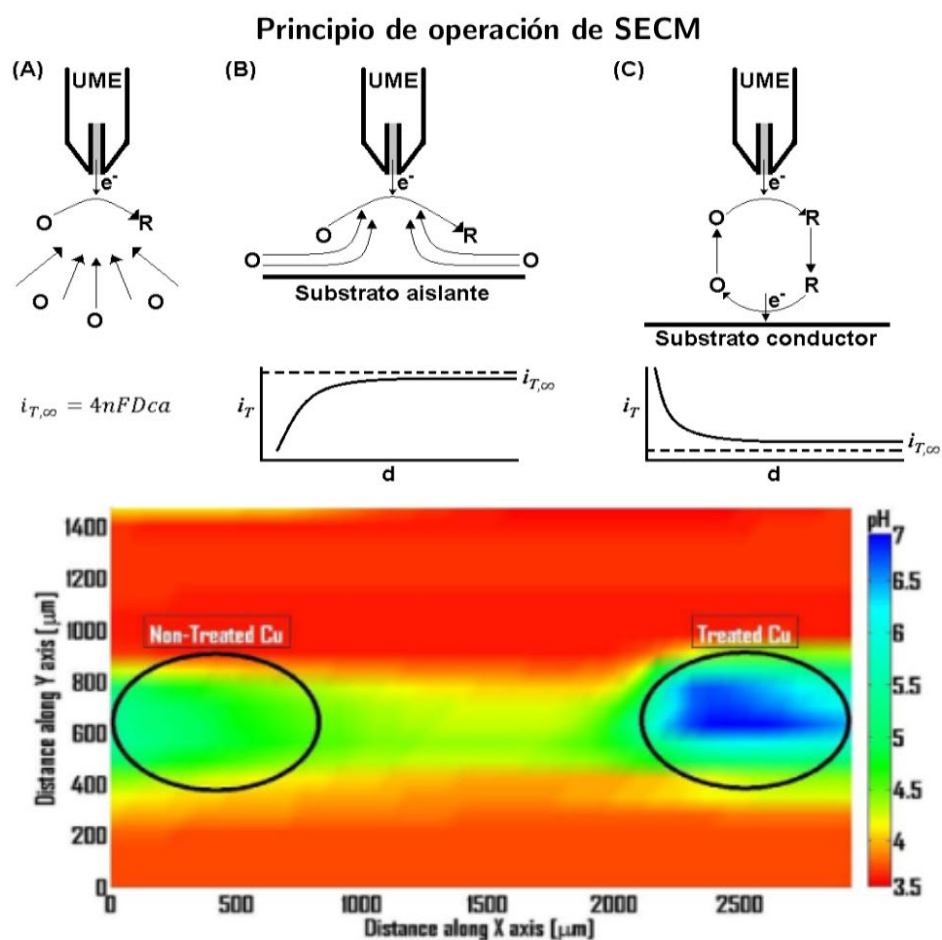 Principio de operación de SECM
(A)
UME
e-
O R
O O O
i_{T,∞} = 4nFDca
(B)
UME
e-
O R
O O
Substrato aislante
i_T
i_{T,∞}
d
(C)
UME
e-
O R
O R
e-
Substrato conductor
i_T
i_{T,∞}
d
pH
1400
1200
1000
800
600
400
200
0
Distance along Y axis [μm]
Non-Treated Cu
Treated Cu
7
6.5
6
5.5
5
4.5
4
3.5
0 500 1000 1500 2000 2500
Distance along X axis [μm]